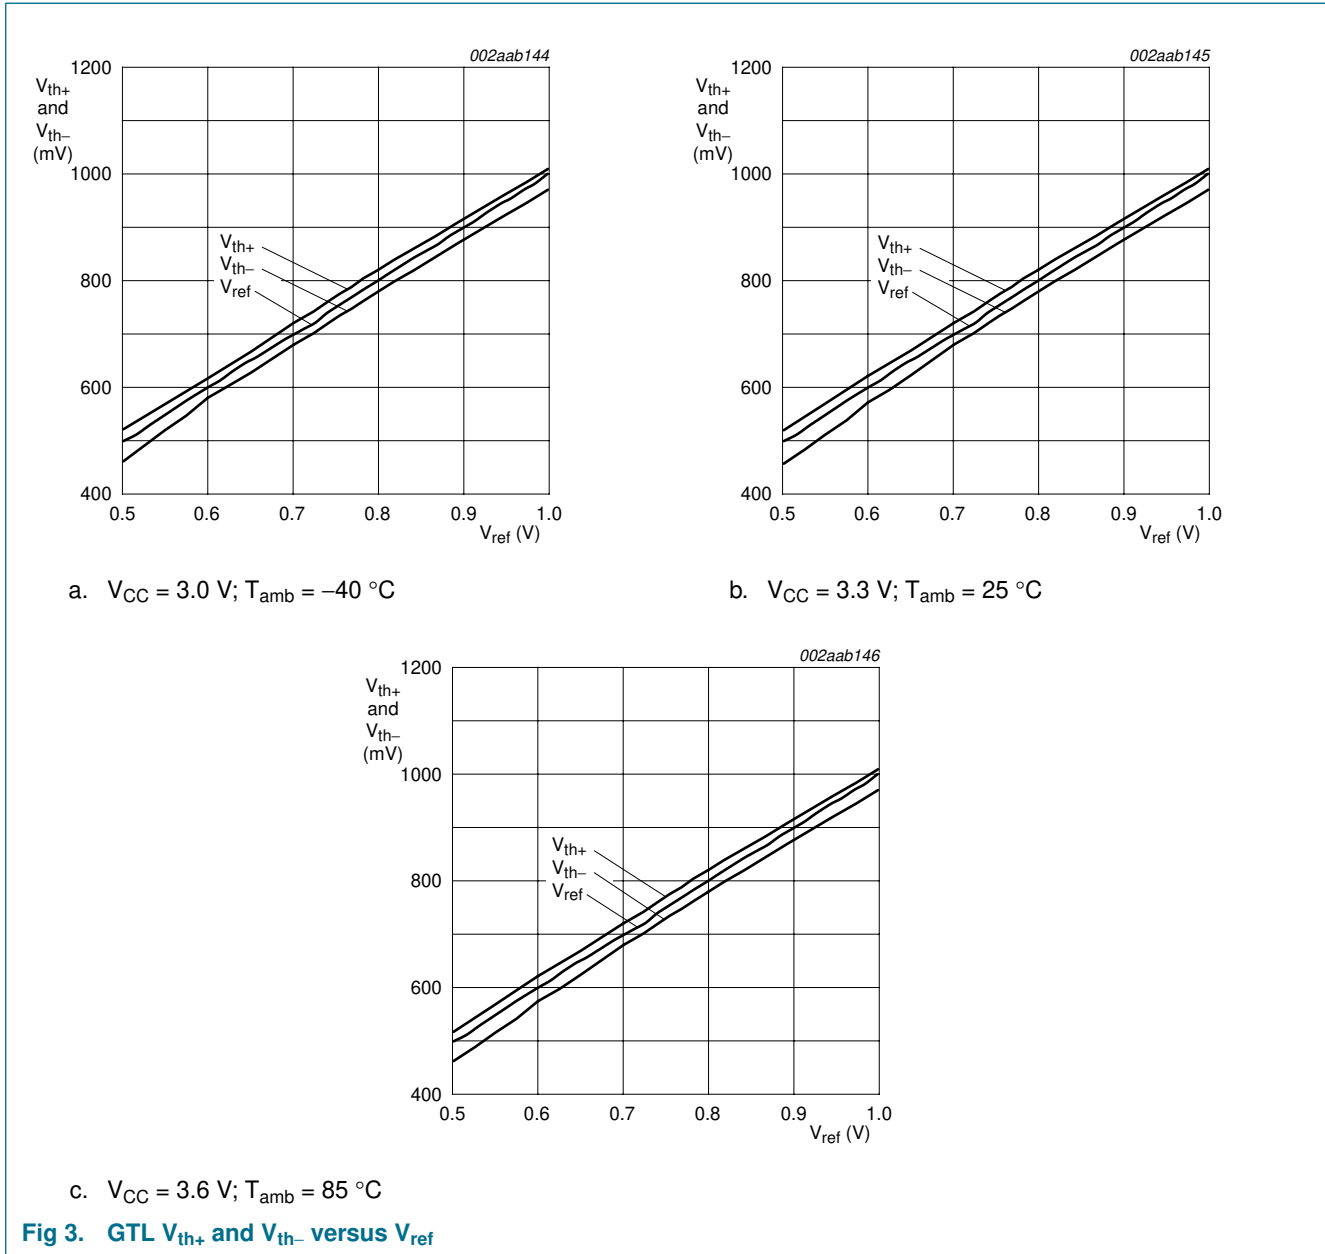 002aab144
1200
Vth+
and
Vth–
(mV)
1000
800
600
400
Vth+
Vth–
Vref
0.5 0.6 0.7 0.8 0.9 1.0
Vref (V)
a. VCC = 3.0 V; Tamb = –40 °C
002aab145
1200
Vth+
and
Vth–
(mV)
1000
800
600
400
Vth+
Vth–
Vref
0.5 0.6 0.7 0.8 0.9 1.0
Vref (V)
b. VCC = 3.3 V; Tamb = 25 °C
002aab146
1200
Vth+
and
Vth–
(mV)
1000
800
600
400
Vth+
Vth–
Vref
0.5 0.6 0.7 0.8 0.9 1.0
Vref (V)
c. VCC = 3.6 V; Tamb = 85 °C
Fig 3. GTL Vth+ and Vth– versus Vref